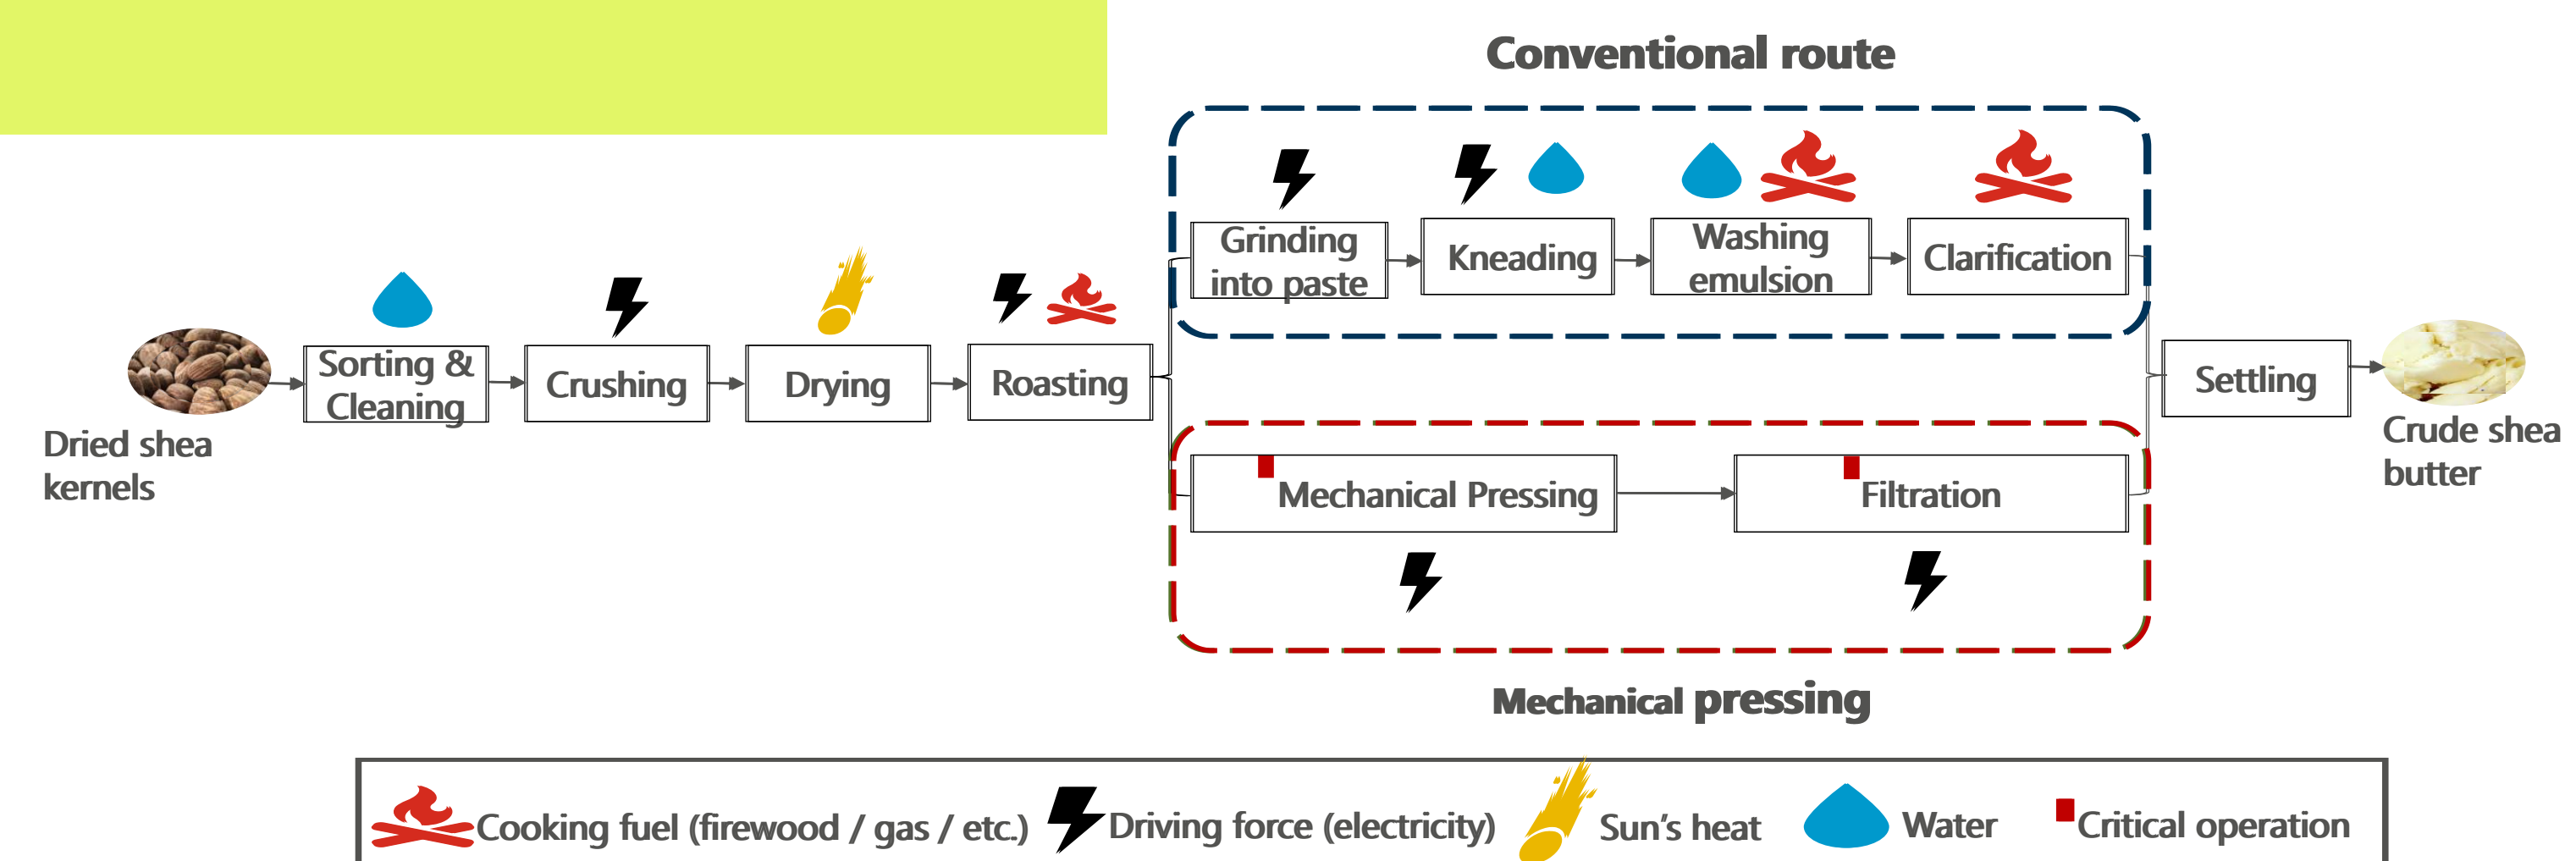 Conventional route
Grinding
into paste
Kneading
Washing
emulsion
Clarification
Sorting &
Cleaning
Crushing
Drying
Roasting
Settling
Dried shea
kernels
Crude shea
butter
Mechanical Pressing
Filtration
Mechanical pressing
Cooking fuel (firewood / gas / etc.)
Driving force (electricity)
Sun's heat
Water
Critical operation